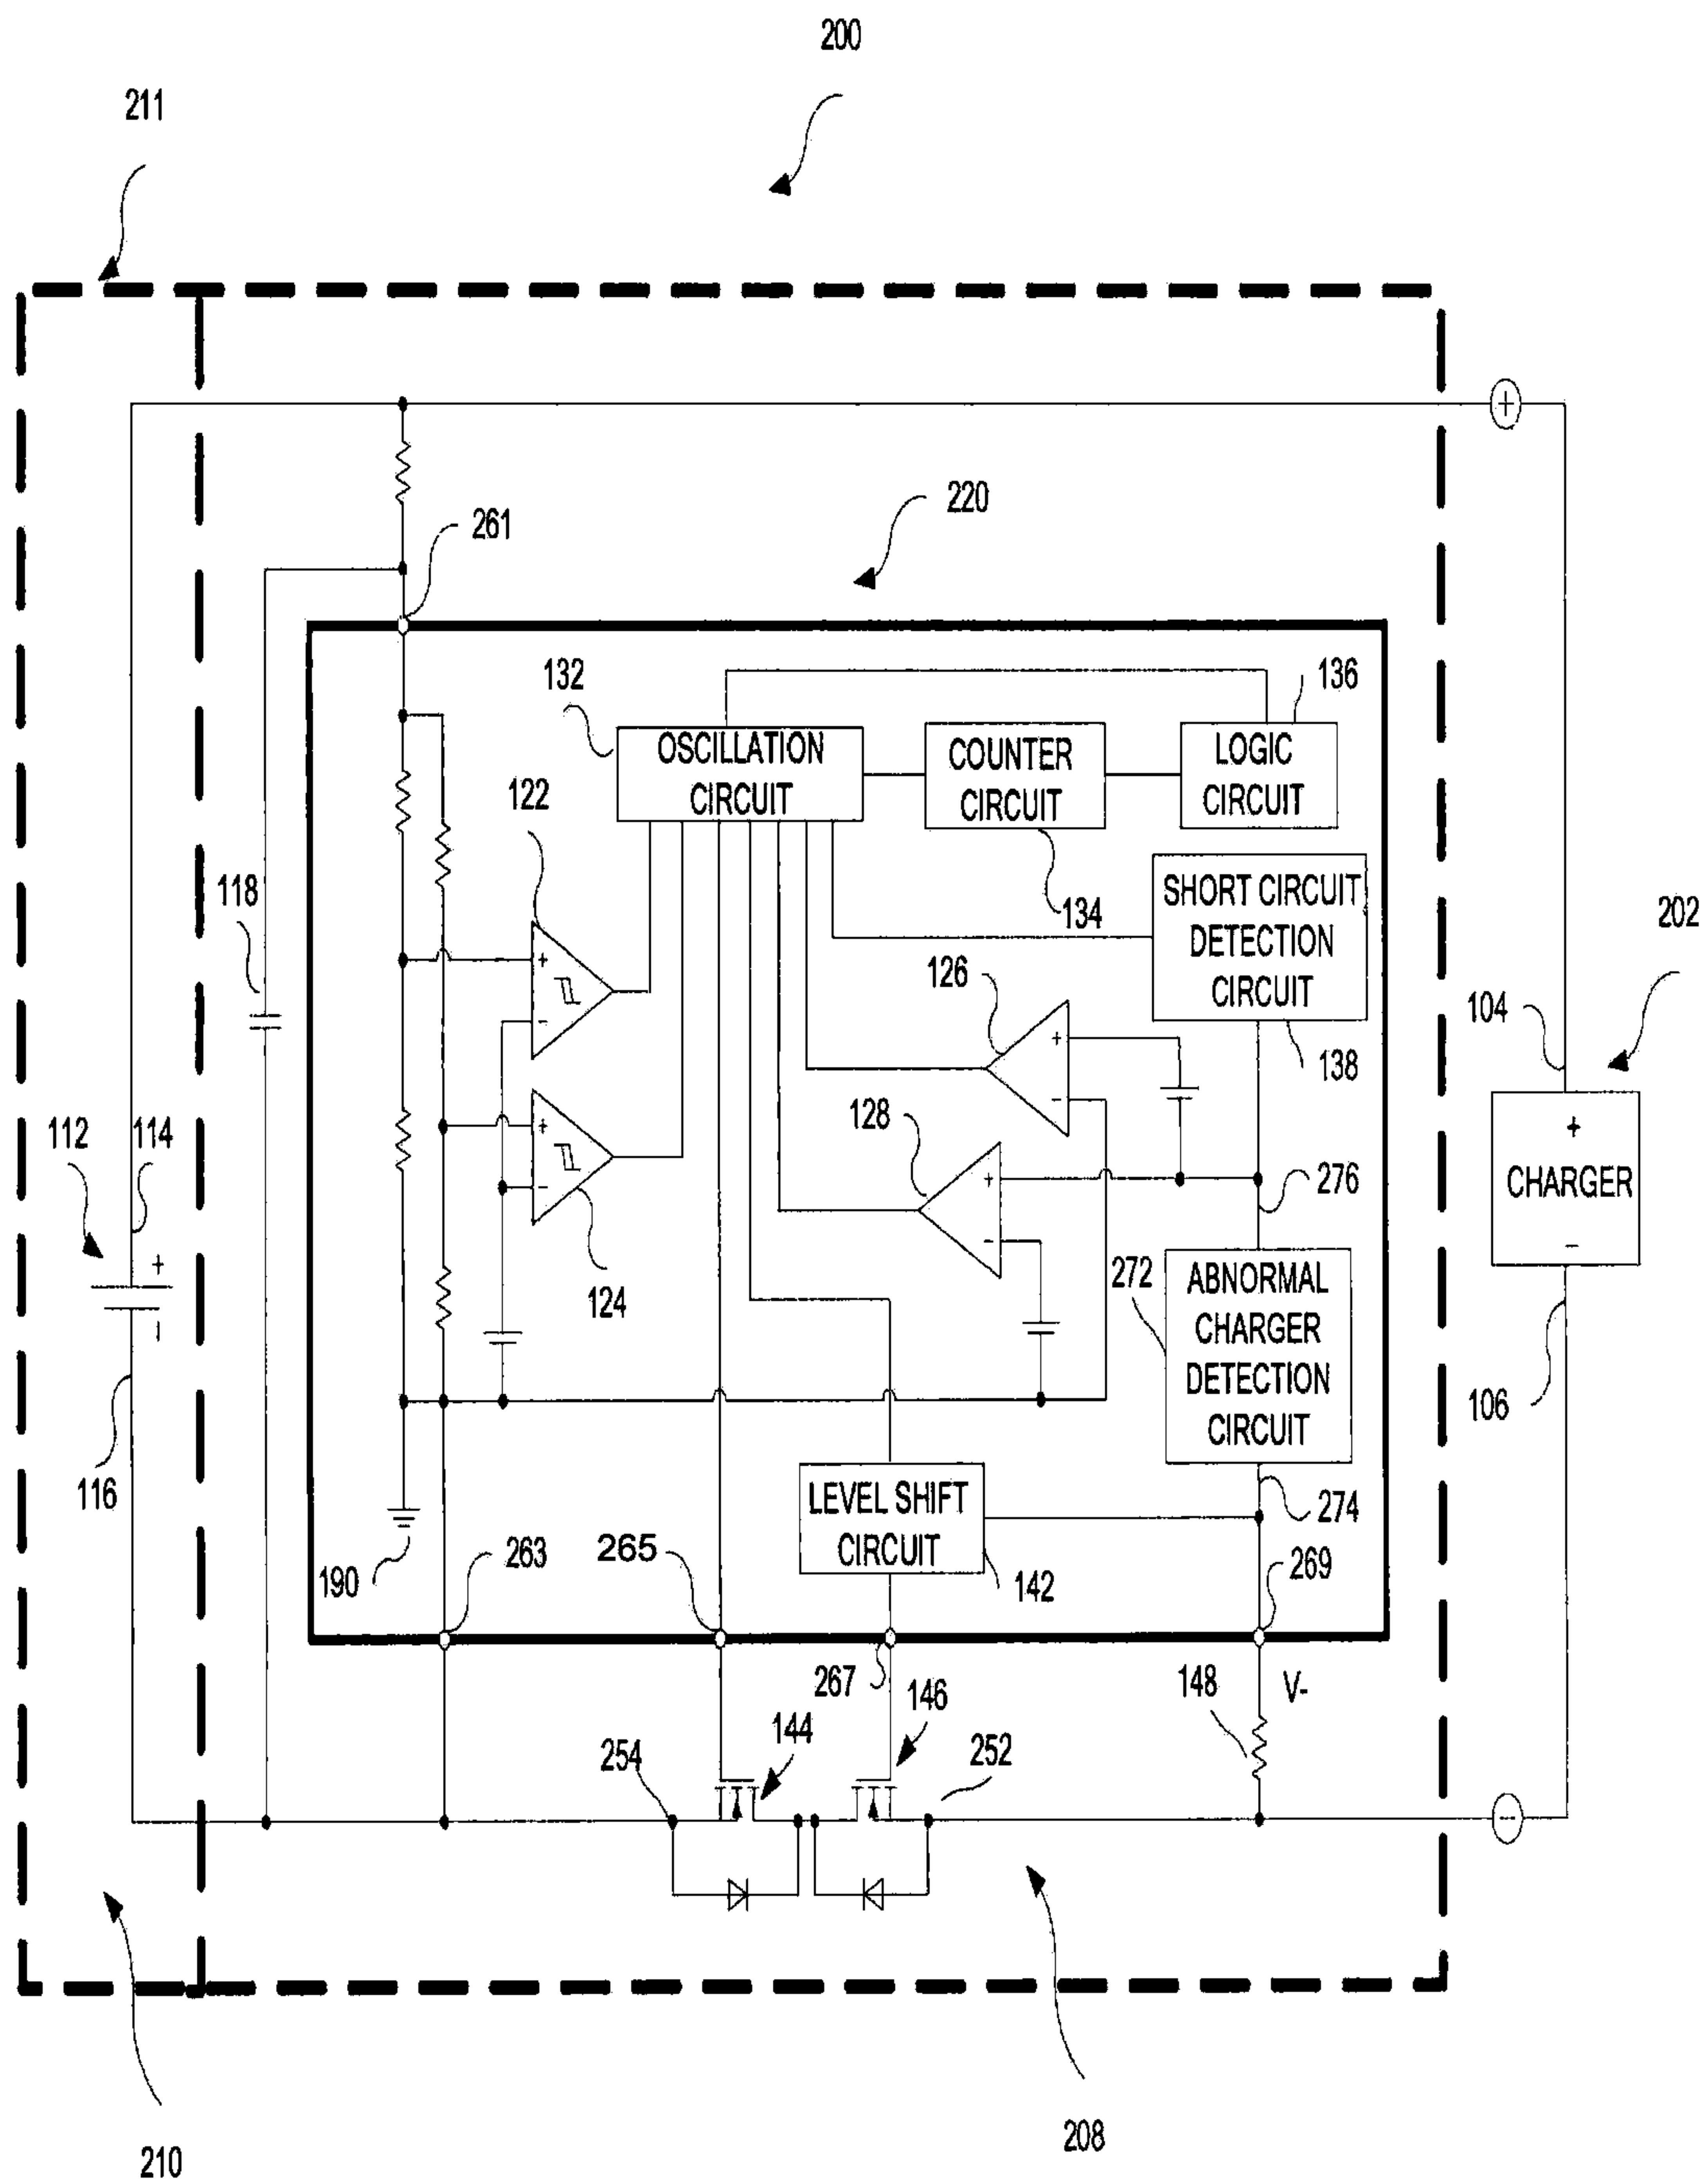 200
211
220
261
132
136
OSCILLATION
CIRCUIT
COUNTER
CIRCUIT
LOGIC
CIRCUIT
122
134
118
SHORT CIRCUIT
DETECTION
CIRCUIT
202
+
-
126
+
-
104
138
112
114
+
-
124
128
+
-
+
-
276
+
CHARGER
-
272
ABNORMAL
CHARGER
DETECTION
CIRCUIT
106
116
LEVEL SHIFT
CIRCUIT
274
190
263
265
142
269
267
146
148
V-
254
144
252
+
-
210
208